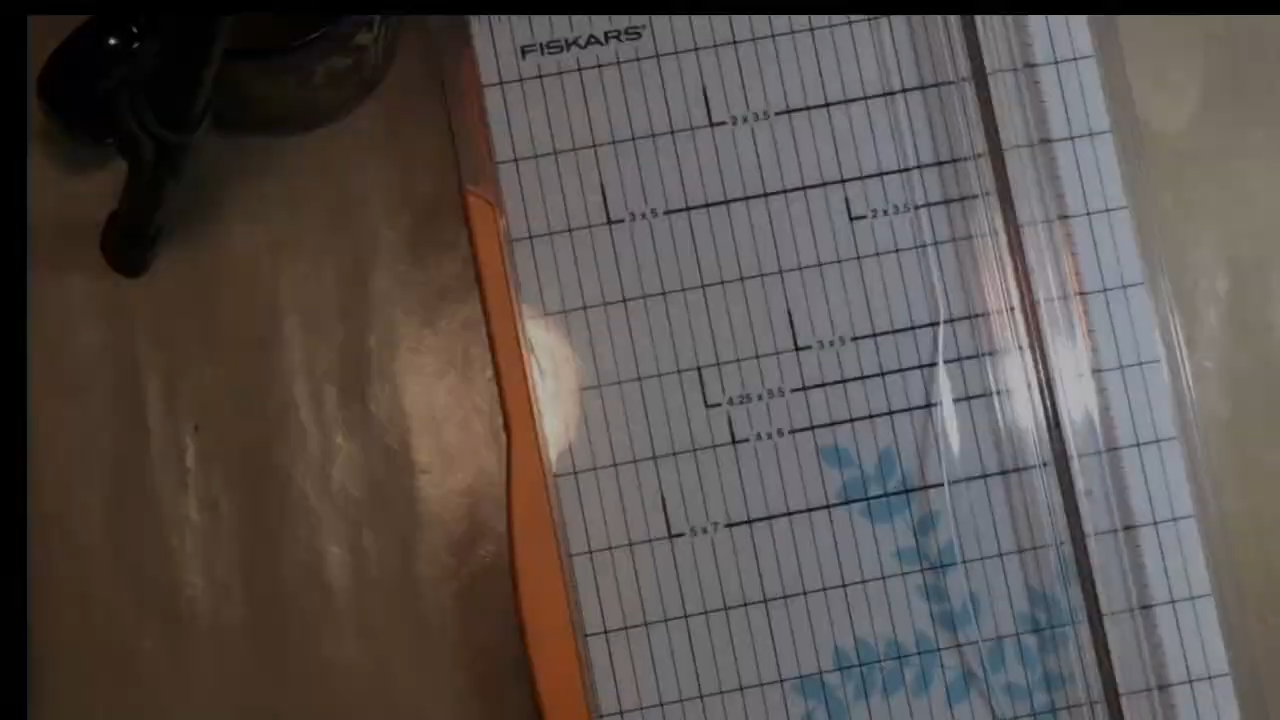 FISKARS
2 x 3.5
3 x 5
2 x 3.5
3 x 5
4.25 x 5.5
4 x 6
5 x 7